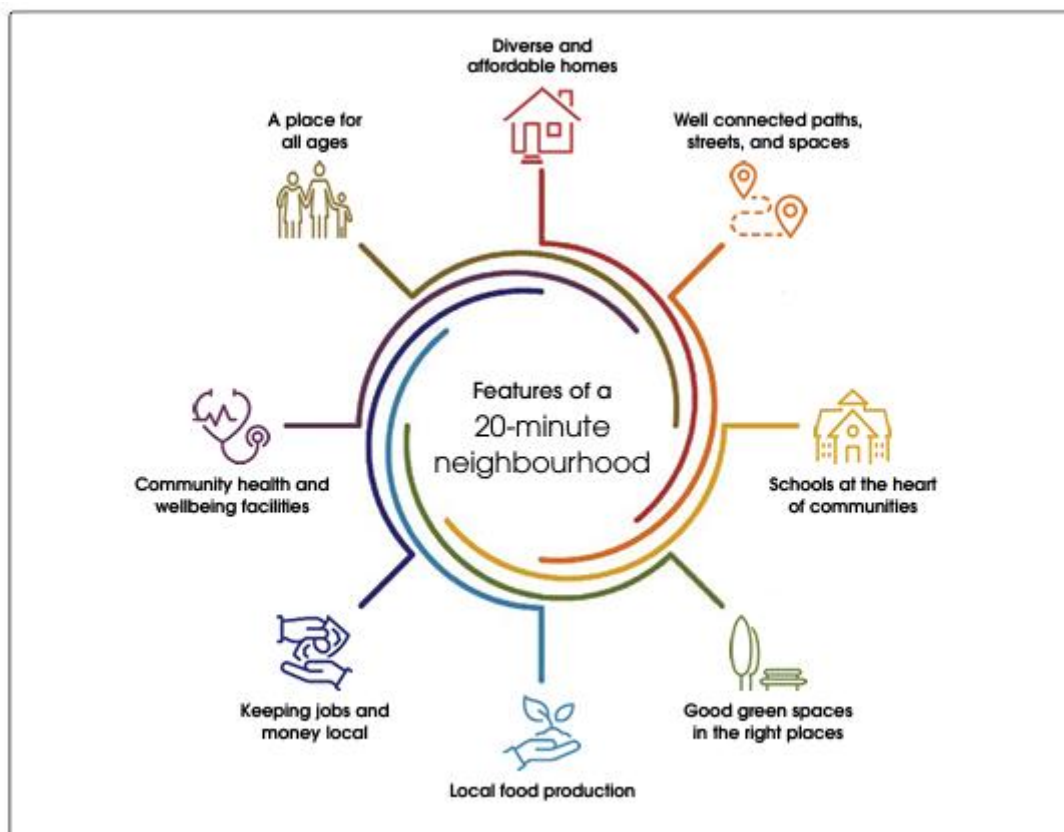 Diverse and
affordable homes
Well connected paths,
streets, and spaces
Schools at the heart
of communities
Good green spaces
in the right places
Local food production
Keeping jobs and
money local
Community health and
wellbeing facilities
A place for
all ages
Features of a
20-minute
neighbourhood